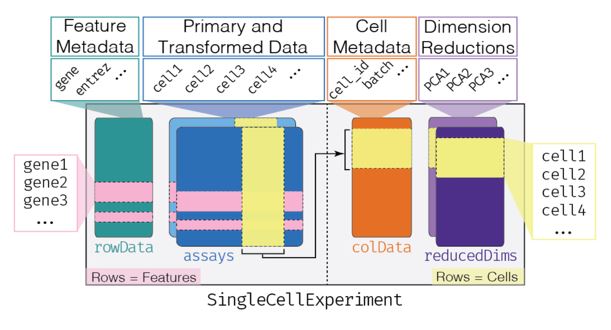 Feature
Metadata
Primary and
Transformed Data
Cell
Metadata
Dimension
Reductions
gene
entrez
...
cell1
cell2
cell3
cell4
...
cell_id
batch
...
PCA1
PCA2
PCA3
...
gene1
gene2
gene3
...
cell1
cell2
cell3
cell4
...
rowData
assays
colData
reducedDims
Rows = Features
Rows = Cells
SingleCellExperiment